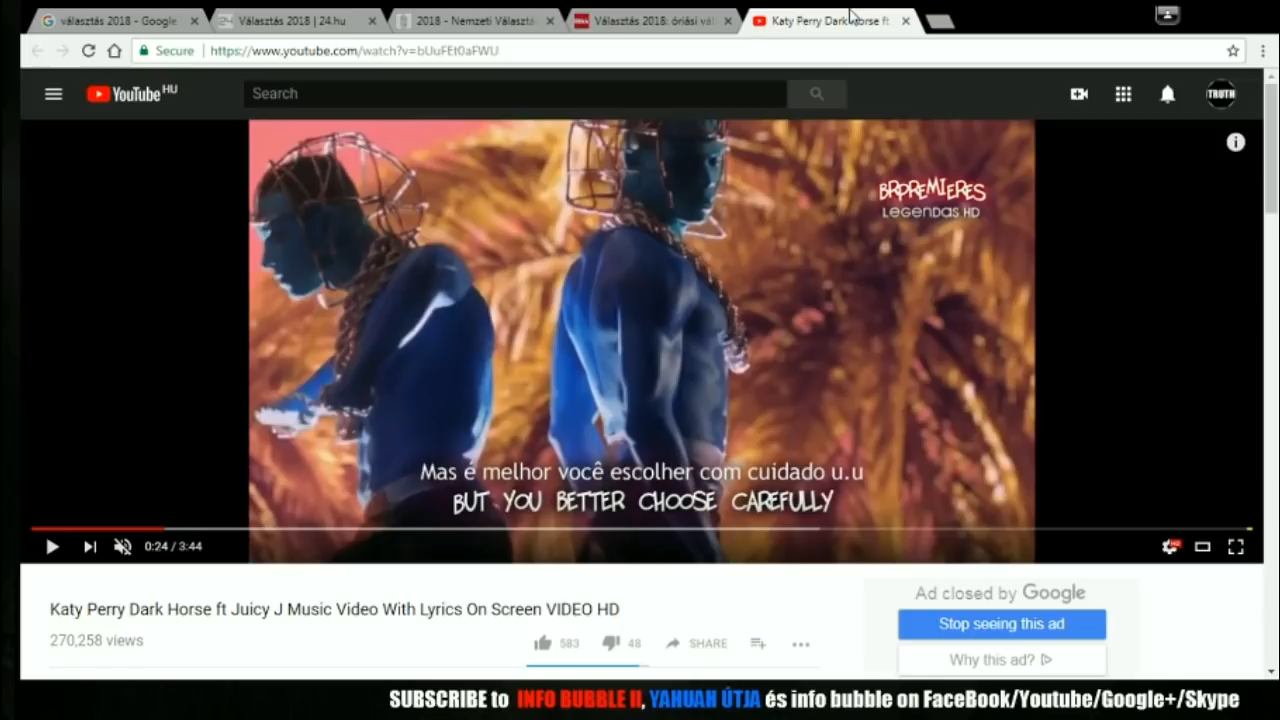 választás 2018 - Google
24 Választás 2018 | 24.hu
2018 - Nemzeti Választá
Választás 2018: óriási vál
Katy Perry Dark Horse ft
Secure https://www.youtube.com/watch?v=bUuFEt0aFWU
YouTube HU
Search
TRUTH
BRPREMIERES
LEGENDAS HD
Mas é melhor você escolher com cuidado u.u
BUT YOU BETTER CHOOSE CAREFULLY
0:24 / 3:44
HD
Katy Perry Dark Horse ft Juicy J Music Video With Lyrics On Screen VIDEO HD
270,258 views
583 48 SHARE
Ad closed by Google
Stop seeing this ad
Why this ad?
SUBSCRIBE to INFO BUBBLE II, YAHUAH ÚTJA és info bubble on FaceBook/Youtube/Google+/Skype